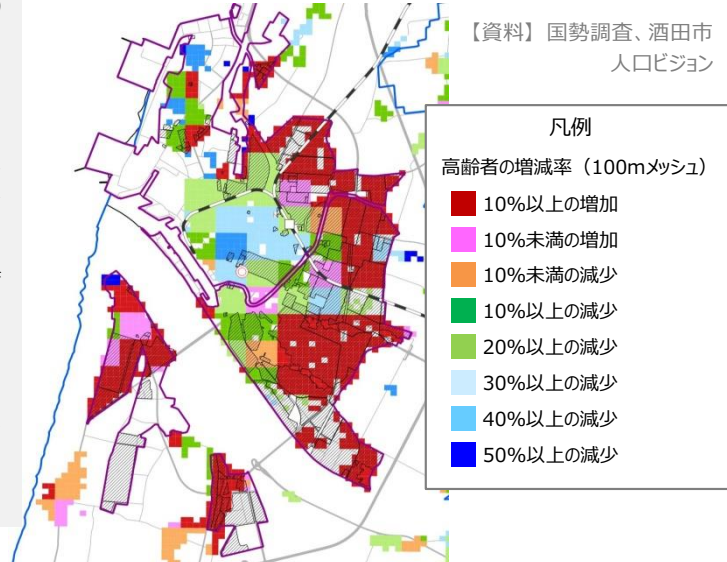 【資料】国勢調査、酒田市
人口ビジョン
凡例
高齢者の増減率（100mメッシュ）
10%以上の増加
10%未満の増加
10%未満の減少
10%以上の減少
20%以上の減少
30%以上の減少
40%以上の減少
50%以上の減少